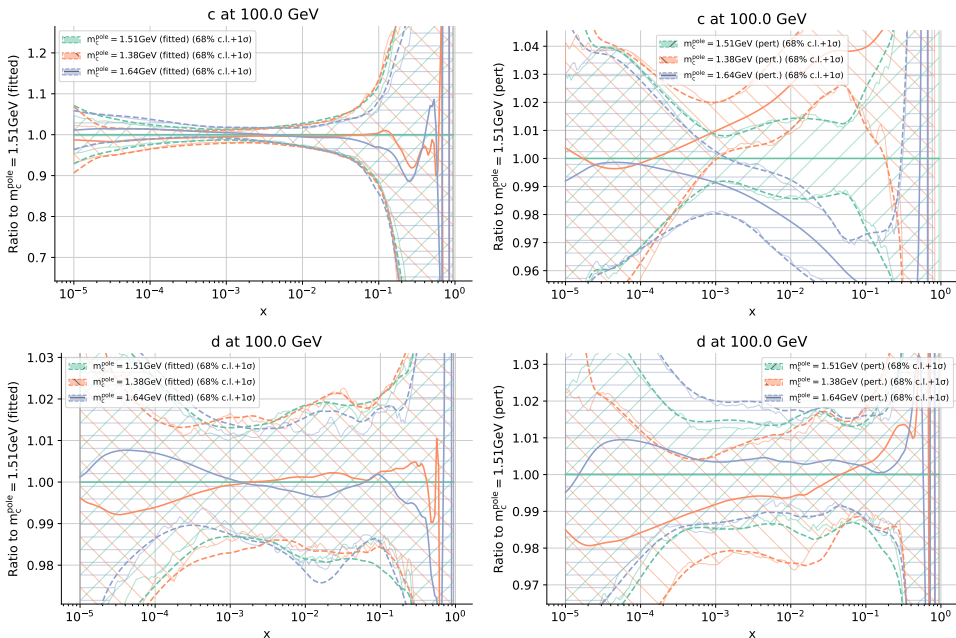 c at 100.0 GeV
Ratio to m_c^pole = 1.51GeV (fitted)
1.2
1.1
1.0
0.9
0.8
0.7
m_c^pole = 1.51GeV (fitted) (68% c.l.+1σ)
m_c^pole = 1.38GeV (fitted) (68% c.l.+1σ)
m_c^pole = 1.64GeV (fitted) (68% c.l.+1σ)
10^−5 10^−4 10^−3 10^−2 10^−1 10^0
x
c at 100.0 GeV
Ratio to m_c^pole = 1.51GeV (pert)
1.04
1.03
1.02
1.01
1.00
0.99
0.98
0.97
0.96
m_c^pole = 1.51GeV (pert) (68% c.l.+1σ)
m_c^pole = 1.38GeV (pert.) (68% c.l.+1σ)
m_c^pole = 1.64GeV (pert.) (68% c.l.+1σ)
10^−5 10^−4 10^−3 10^−2 10^−1 10^0
x
d at 100.0 GeV
Ratio to m_c^pole = 1.51GeV (fitted)
1.03
1.02
1.01
1.00
0.99
0.98
m_c^pole = 1.51GeV (fitted) (68% c.l.+1σ)
m_c^pole = 1.38GeV (fitted) (68% c.l.+1σ)
m_c^pole = 1.64GeV (fitted) (68% c.l.+1σ)
10^−5 10^−4 10^−3 10^−2 10^−1 10^0
x
d at 100.0 GeV
Ratio to m_c^pole = 1.51GeV (pert)
1.03
1.02
1.01
1.00
0.99
0.98
0.97
m_c^pole = 1.51GeV (pert) (68% c.l.+1σ)
m_c^pole = 1.38GeV (pert.) (68% c.l.+1σ)
m_c^pole = 1.64GeV (pert.) (68% c.l.+1σ)
10^−5 10^−4 10^−3 10^−2 10^−1 10^0
x